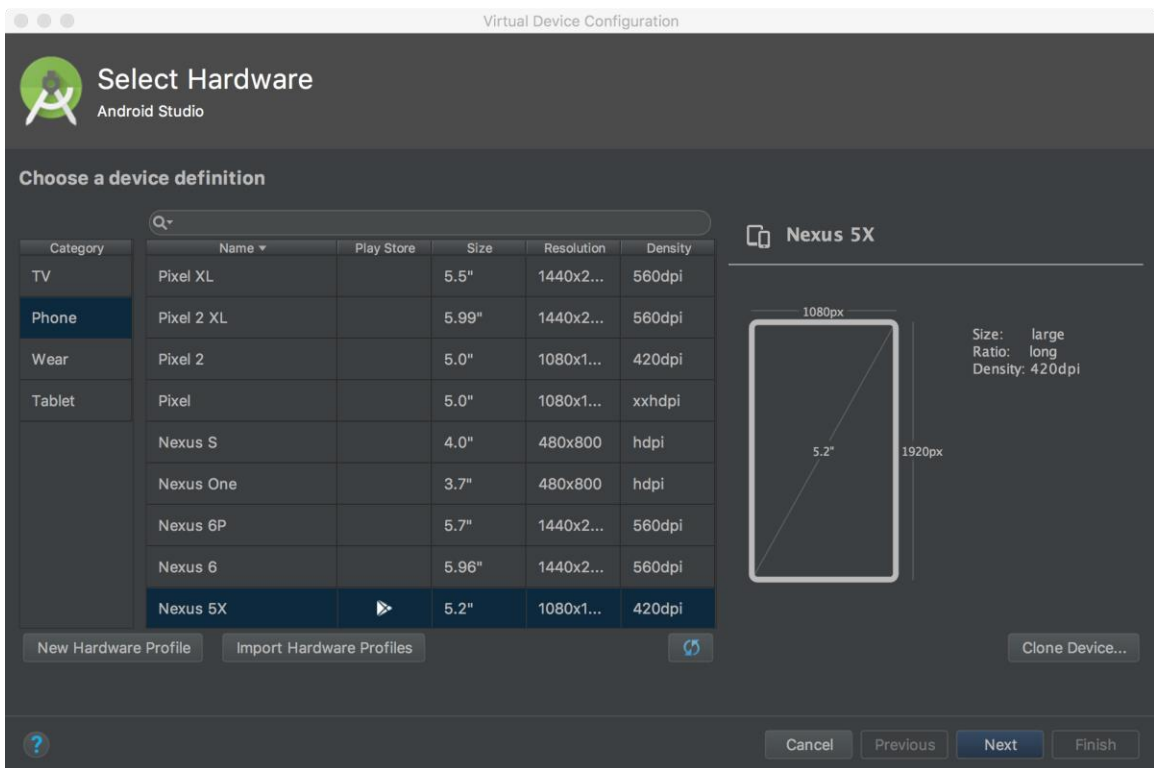 Virtual Device Configuration
Select Hardware
Android Studio
Choose a device definition
Category
TV
Phone
Wear
Tablet
Name Play Store Size Resolution Density
Pixel XL 5.5" 1440x2... 560dpi
Pixel 2 XL 5.99" 1440x2... 560dpi
Pixel 2 5.0" 1080x1... 420dpi
Pixel 5.0" 1080x1... xxhdpi
Nexus S 4.0" 480x800 hdpi
Nexus One 3.7" 480x800 hdpi
Nexus 6P 5.7" 1440x2... 560dpi
Nexus 6 5.96" 1440x2... 560dpi
Nexus 5X 5.2" 1080x1... 420dpi
New Hardware Profile Import Hardware Profiles
Nexus 5X
1080px
5.2"
1920px
Size: large
Ratio: long
Density: 420dpi
Clone Device...
?
Cancel Previous Next Finish